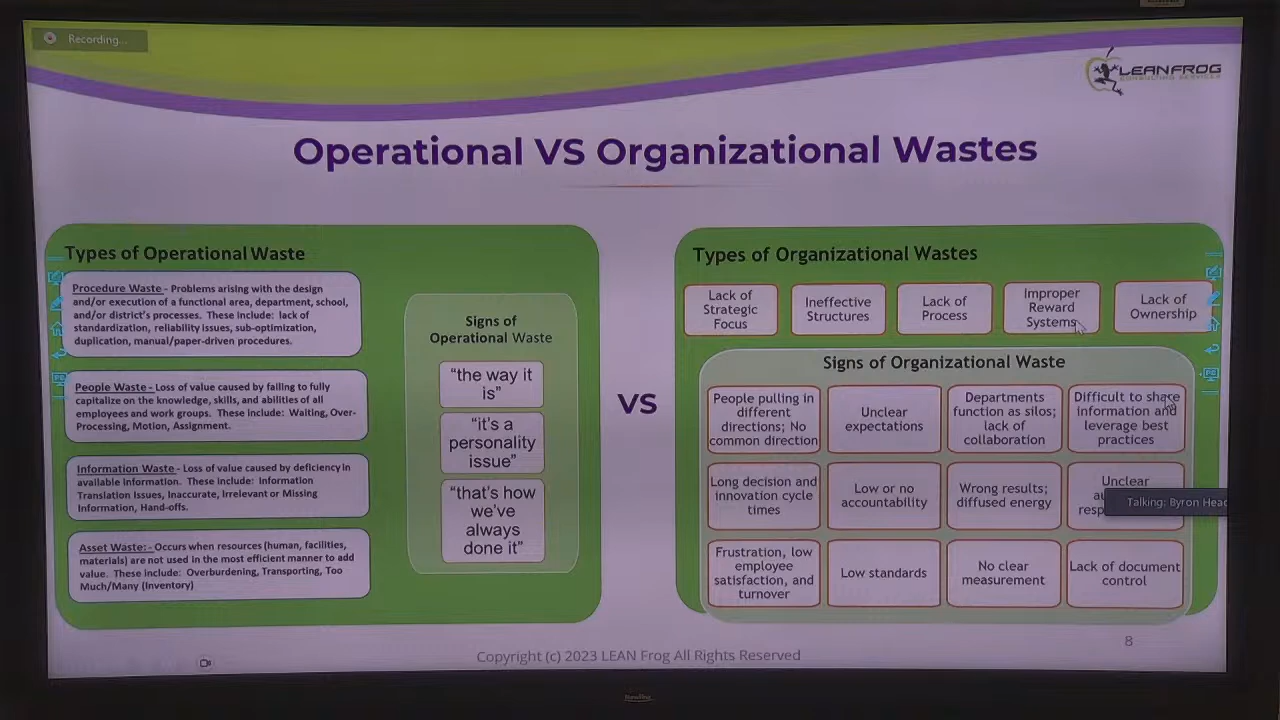 Recording...
LEANFROG
CONSULTING SERVICES
Operational VS Organizational Wastes
Types of Operational Waste
Procedure Waste - Problems arising with the design
and/or execution of a functional area, department, school,
and/or district's processes. These include: lack of
standardization, reliability issues, sub-optimization,
duplication, manual/paper-driven procedures.
People Waste - Loss of value caused by failing to fully
capitalize on the knowledge, skills, and abilities of all
employees and work groups. These include: Waiting, Over-
Processing, Motion, Assignment.
Information Waste - Loss of value caused by deficiency in
available information. These include: Information
Translation Issues, Inaccurate, Irrelevant or Missing
Information, Hand-offs.
Asset Waste:- Occurs when resources (human, facilities,
materials) are not used in the most efficient manner to add
value. These include: Overburdening, Transporting, Too
Much/Many (Inventory)
Signs of
Operational Waste
"the way it
is"
"it's a
personality
issue"
"that's how
we've
always
done it"
VS
Types of Organizational Wastes
Lack of
Strategic
Focus
Ineffective
Structures
Lack of
Process
Improper
Reward
Systems
Lack of
Ownership
Signs of Organizational Waste
People pulling in
different
directions; No
common direction
Unclear
expectations
Departments
function as silos;
lack of
collaboration
Difficult to share
information and
leverage best
practices
Long decision and
innovation cycle
times
Low or no
accountability
Wrong results;
diffused energy
Unclear
Talking: Byron Head
Frustration, low
employee
satisfaction, and
turnover
Low standards
No clear
measurement
Lack of document
control
8
Copyright (c) 2023 LEAN Frog All Rights Reserved